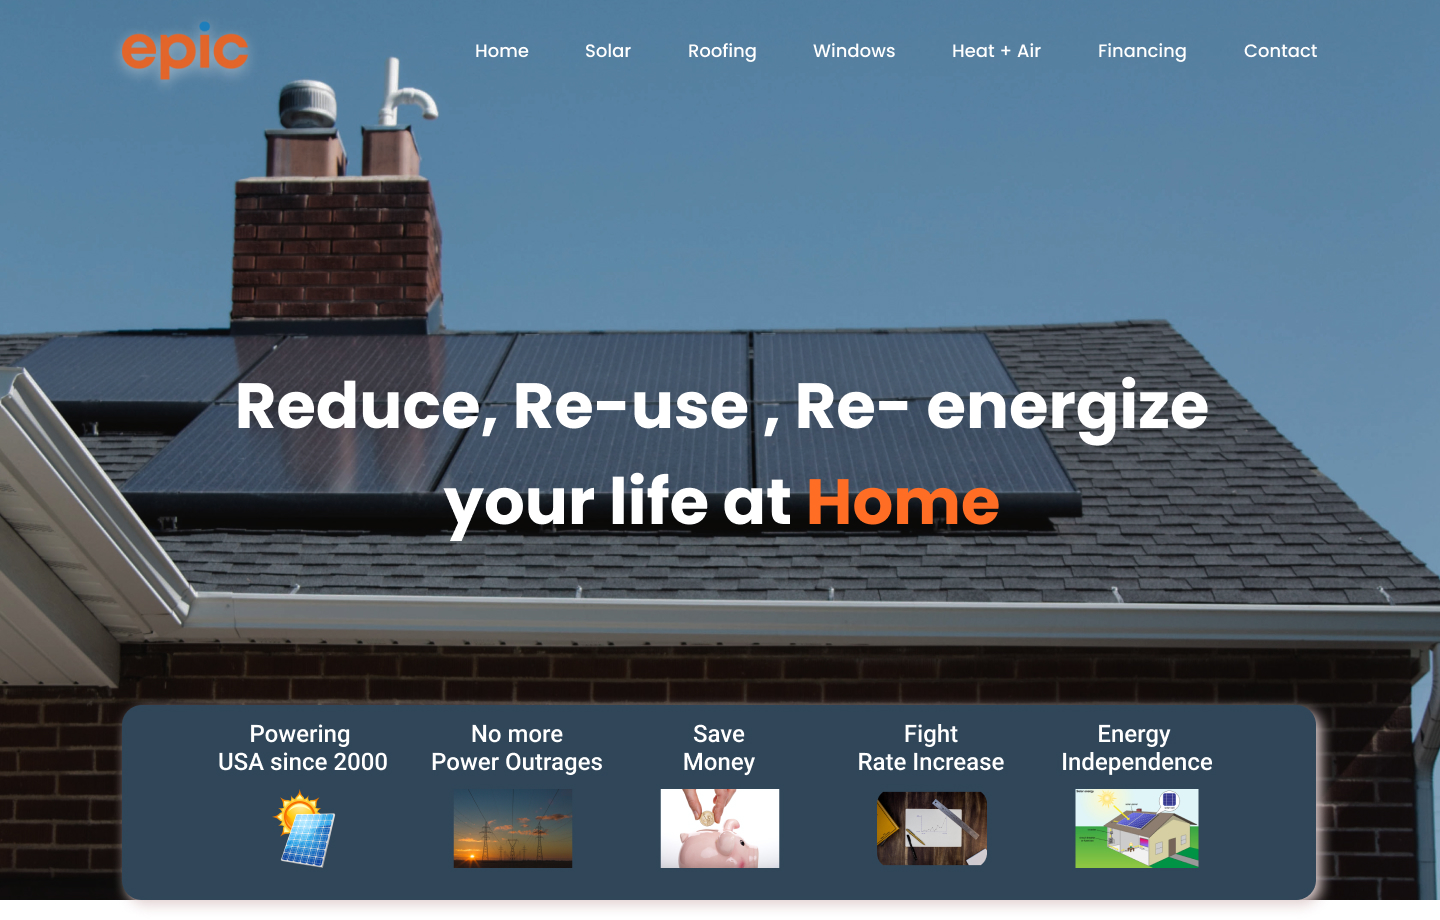 epic
Home Solar Roofing Windows Heat + Air Financing Contact
Reduce, Re-use , Re- energize
your life at Home
Powering
USA since 2000
No more
Power Outrages
Save
Money
Fight
Rate Increase
Energy
Independence